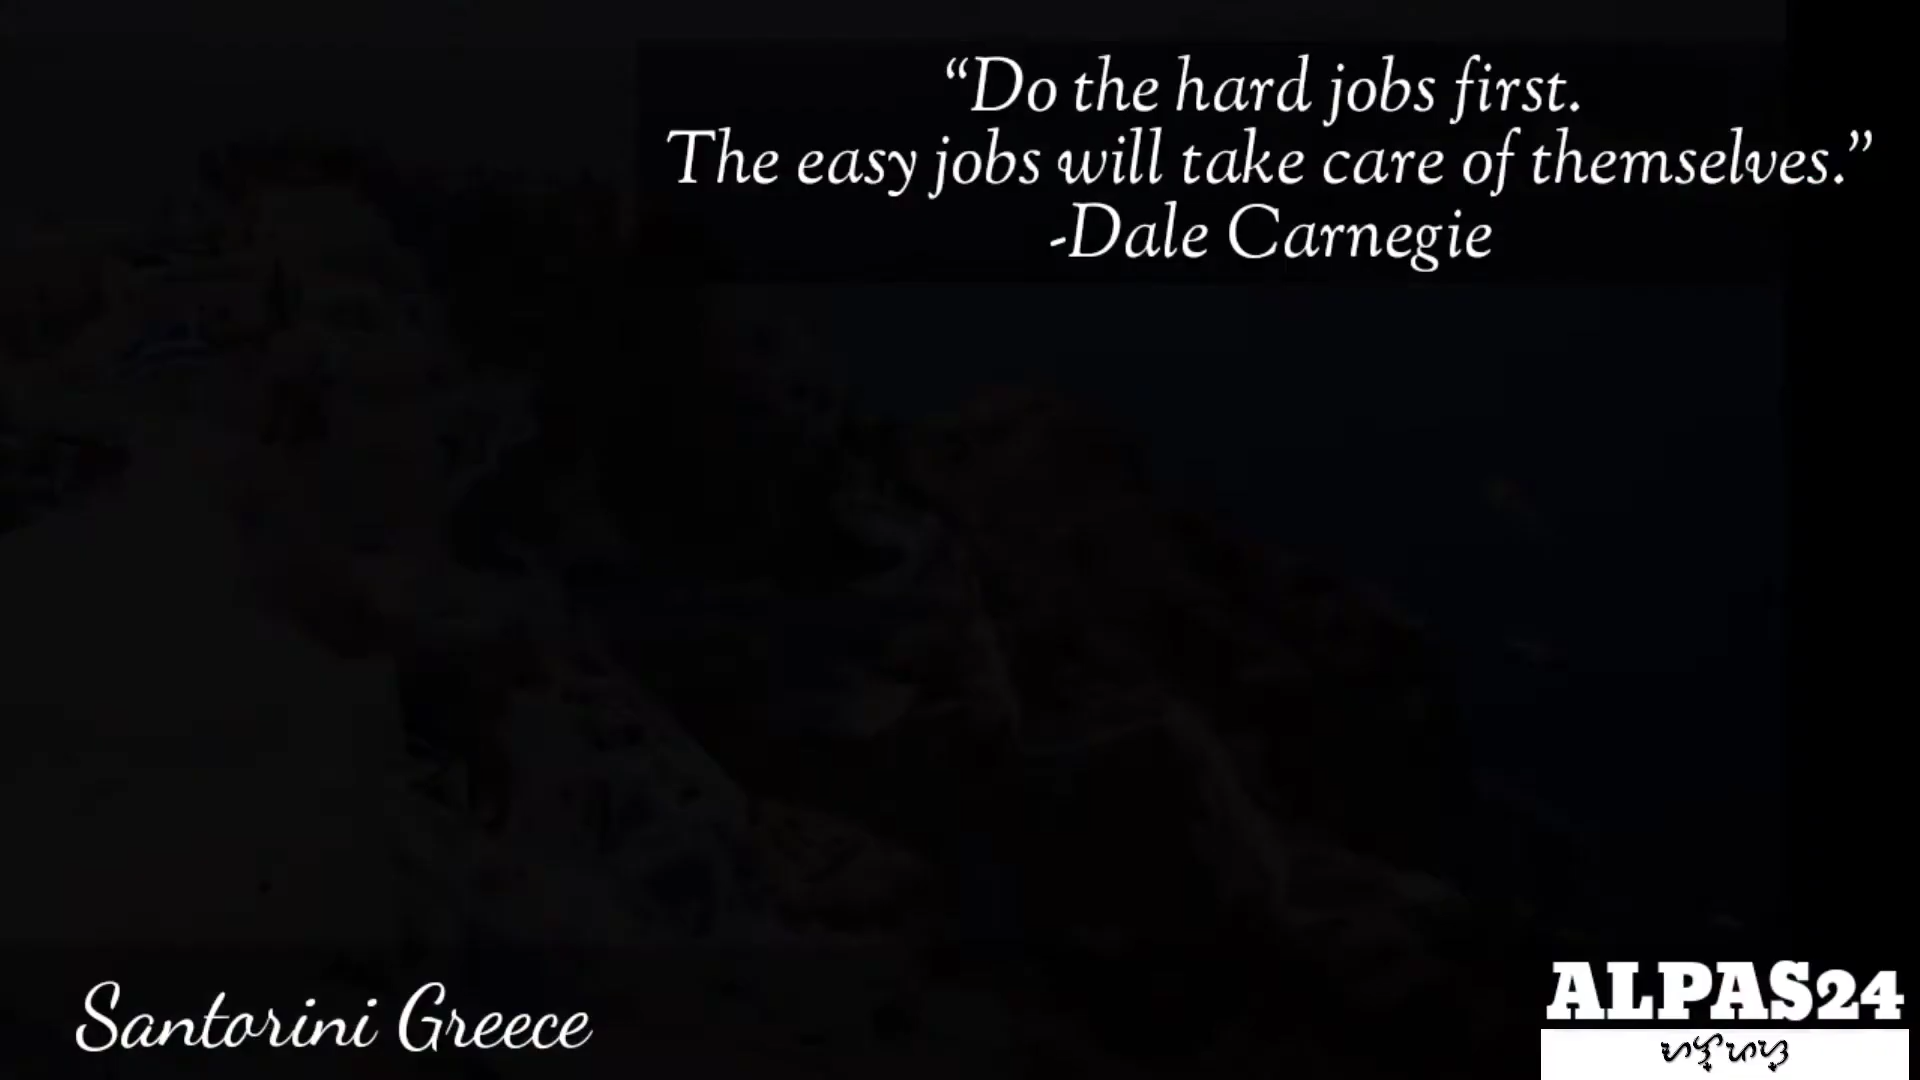 “Do the hard jobs first.
The easy jobs will take care of themselves.”
-Dale Carnegie
Santorini Greece
ALPAS24